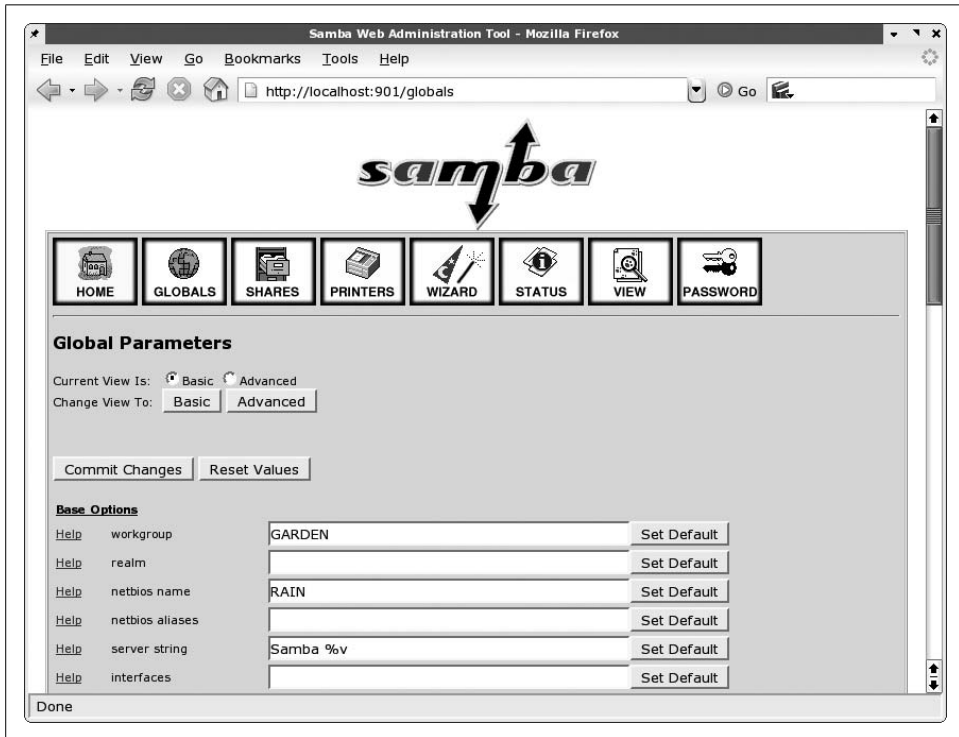 Samba Web Administration Tool - Mozilla Firefox
File Edit View Go Bookmarks Tools Help
http://localhost:901/globals Go
samba
HOME GLOBALS SHARES PRINTERS WIZARD STATUS VIEW PASSWORD
Global Parameters
Current View Is: Basic Advanced
Change View To: Basic Advanced
Commit Changes Reset Values
Base Options
Help workgroup GARDEN Set Default
Help realm Set Default
Help netbios name RAIN Set Default
Help netbios aliases Set Default
Help server string Samba %v Set Default
Help interfaces Set Default
Done